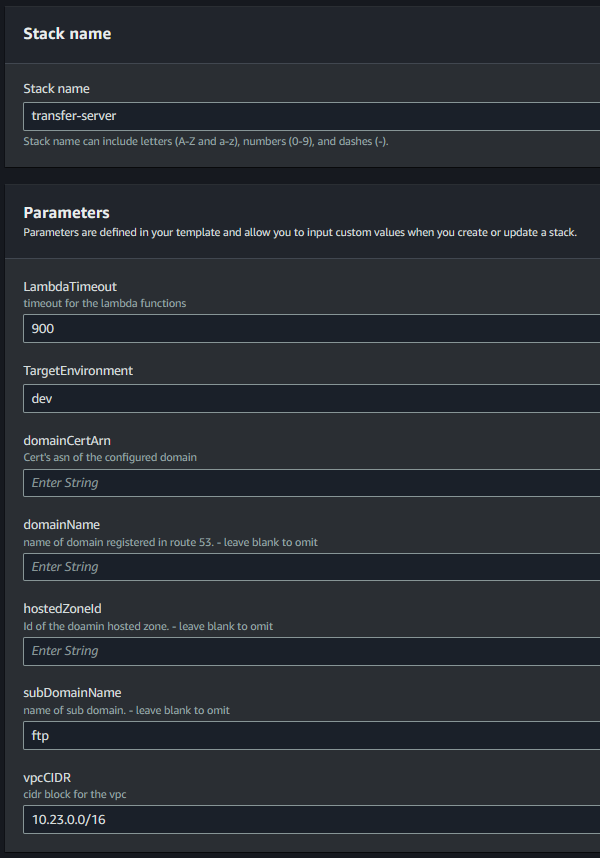 Stack name
Stack name
transfer-server
Stack name can include letters (A-Z and a-z), numbers (0-9), and dashes (-).
Parameters
Parameters are defined in your template and allow you to input custom values when you create or update a stack.
LambdaTimeout
timeout for the lambda functions
900
TargetEnvironment
dev
domainCertArn
Cert's asn of the configured domain
Enter String
domainName
name of domain registered in route 53. - leave blank to omit
Enter String
hostedZoneId
Id of the doamin hosted zone. - leave blank to omit
Enter String
subDomainName
name of sub domain. - leave blank to omit
ftp
vpcCIDR
cidr block for the vpc
10.23.0.0/16